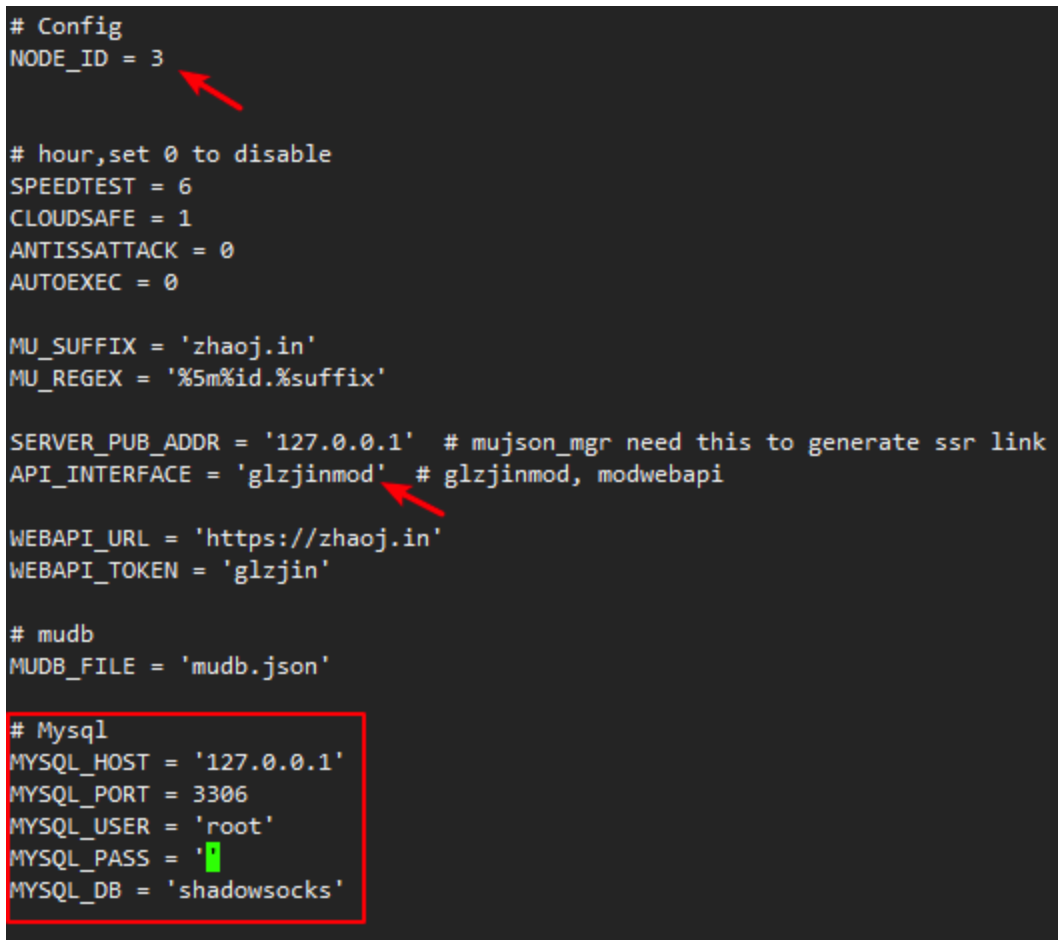 # Config
NODE_ID = 3
# hour,set 0 to disable
SPEEDTEST = 6
CLOUDSAFE = 1
ANTISSATTACK = 0
AUTOEXEC = 0
MU_SUFFIX = 'zhaoj.in'
MU_REGEX = '%5m%id.%suffix'
SERVER_PUB_ADDR = '127.0.0.1'  # mujson_mgr need this to generate ssr link
API_INTERFACE = 'glzjinmod'  # glzjinmod, modwebapi
WEBAPI_URL = 'https://zhaoj.in'
WEBAPI_TOKEN = 'glzjin'
# mudb
MUDB_FILE = 'mudb.json'
# Mysql
MYSQL_HOST = '127.0.0.1'
MYSQL_PORT = 3306
MYSQL_USER = 'root'
MYSQL_PASS = ''
MYSQL_DB = 'shadowsocks'